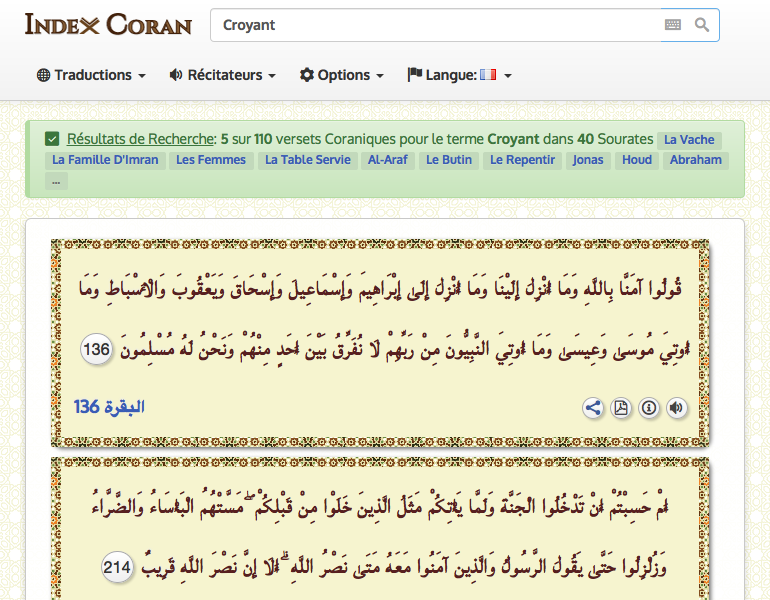 INDEX CORAN
Croyant
Traductions Récitateurs Options Langue:
Résultats de Recherche: 5 sur 110 versets Coraniques pour le terme Croyant dans 40 Sourates La Vache
La Famille D'Imran Les Femmes La Table Servie Al-Araf Le Butin Le Repentir Jonas Houd Abraham
...
قُولُوا آمَنَّا بِاللَّهِ وَمَا أُنْزِلَ إِلَيْنَا وَمَا أُنْزِلَ إِلَىٰ إِبْرَاهِيمَ وَإِسْمَاعِيلَ وَإِسْحَاقَ وَيَعْقُوبَ وَالْأَسْبَاطِ وَمَا
أُوتِيَ مُوسَىٰ وَعِيسَىٰ وَمَا أُوتِيَ النَّبِيُّونَ مِنْ رَبِّهِمْ لَا نُفَرِّقُ بَيْنَ أَحَدٍ مِنْهُمْ وَنَحْنُ لَهُ مُسْلِمُونَ 136
البقرة 136
أَمْ حَسِبْتُمْ أَنْ تَدْخُلُوا الْجَنَّةَ وَلَمَّا يَأْتِكُمْ مَثَلُ الَّذِينَ خَلَوْا مِنْ قَبْلِكُمْ ۖ مَسَّتْهُمُ الْبَأْسَاءُ وَالضَّرَّاءُ
وَزُلْزِلُوا حَتَّىٰ يَقُولَ الرَّسُولُ وَالَّذِينَ آمَنُوا مَعَهُ مَتَىٰ نَصْرُ اللَّهِ ۗ أَلَا إِنَّ نَصْرَ اللَّهِ قَرِيبٌ 214